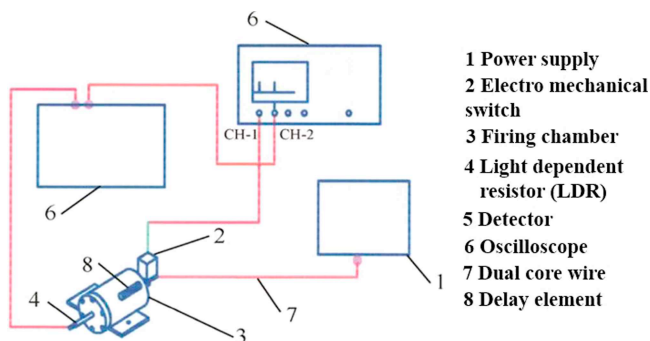 6
CH-1
CH-2
6
2
8
4
3
7
1
1 Power supply
2 Electro mechanical
switch
3 Firing chamber
4 Light dependent
resistor (LDR)
5 Detector
6 Oscilloscope
7 Dual core wire
8 Delay element